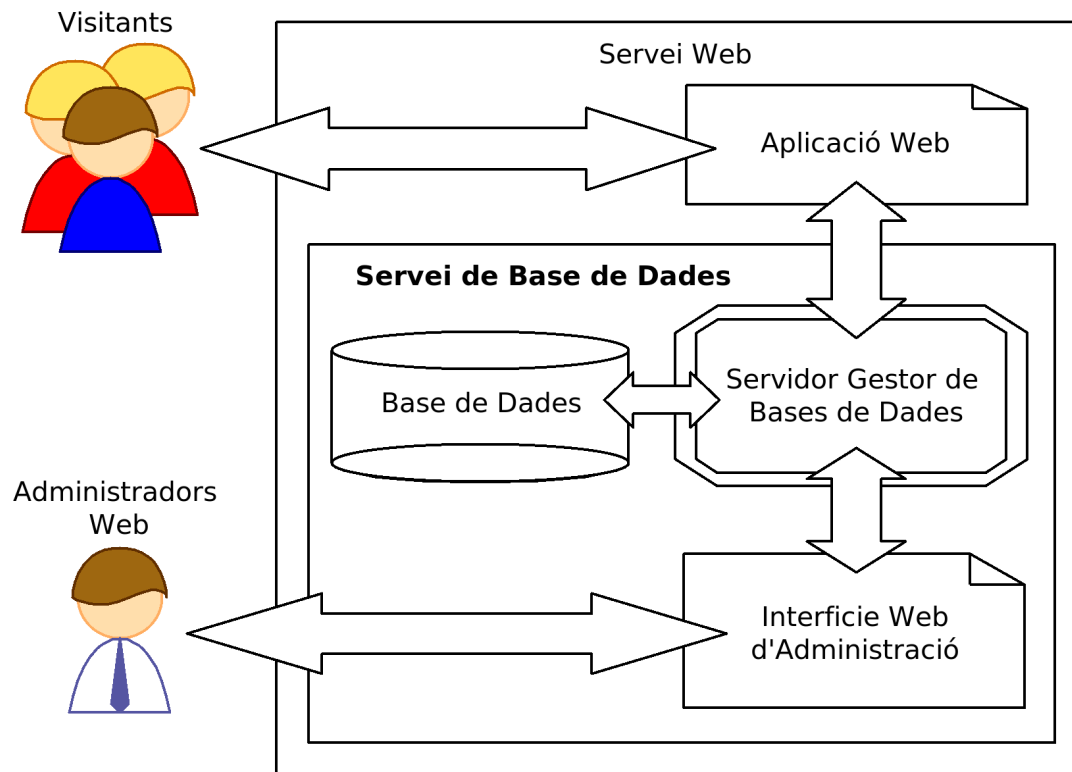 Visitants
Servei Web
Aplicació Web
Servei de Base de Dades
Base de Dades
Servidor Gestor de
Bases de Dades
Administradors
Web
Interficie Web
d'Administració